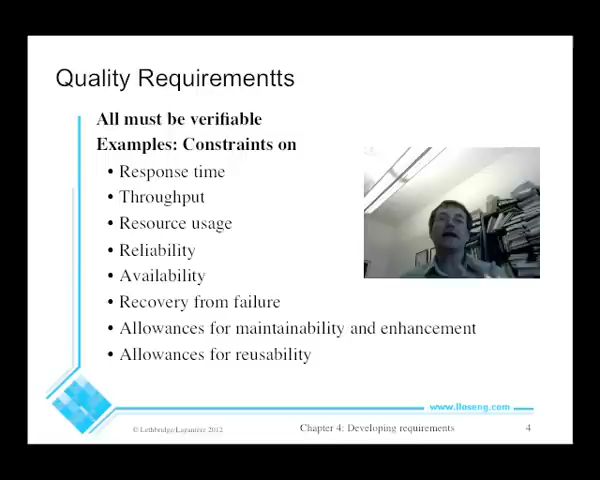 Quality Requirementts
All must be verifiable
Examples: Constraints on
• Response time
• Throughput
• Resource usage
• Reliability
• Availability
• Recovery from failure
• Allowances for maintainability and enhancement
• Allowances for reusability
www.lloseng.com
© Lethbridge/Laganière 2012
Chapter 4: Developing requirements
4